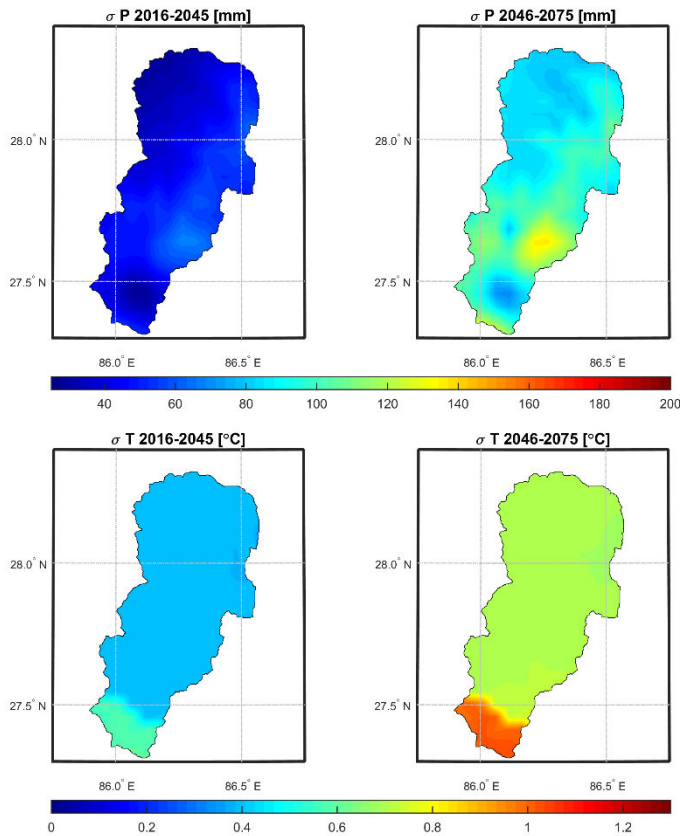 σ P 2016-2045 [mm]
σ P 2046-2075 [mm]
28.0° N
28.0° N
27.5° N
27.5° N
86.0° E
86.5° E
86.0° E
86.5° E
40 60 80 100 120 140 160 180 200
σ T 2016-2045 [°C]
σ T 2046-2075 [°C]
28.0° N
28.0° N
27.5° N
27.5° N
86.0° E
86.5° E
86.0° E
86.5° E
0 0.2 0.4 0.6 0.8 1 1.2